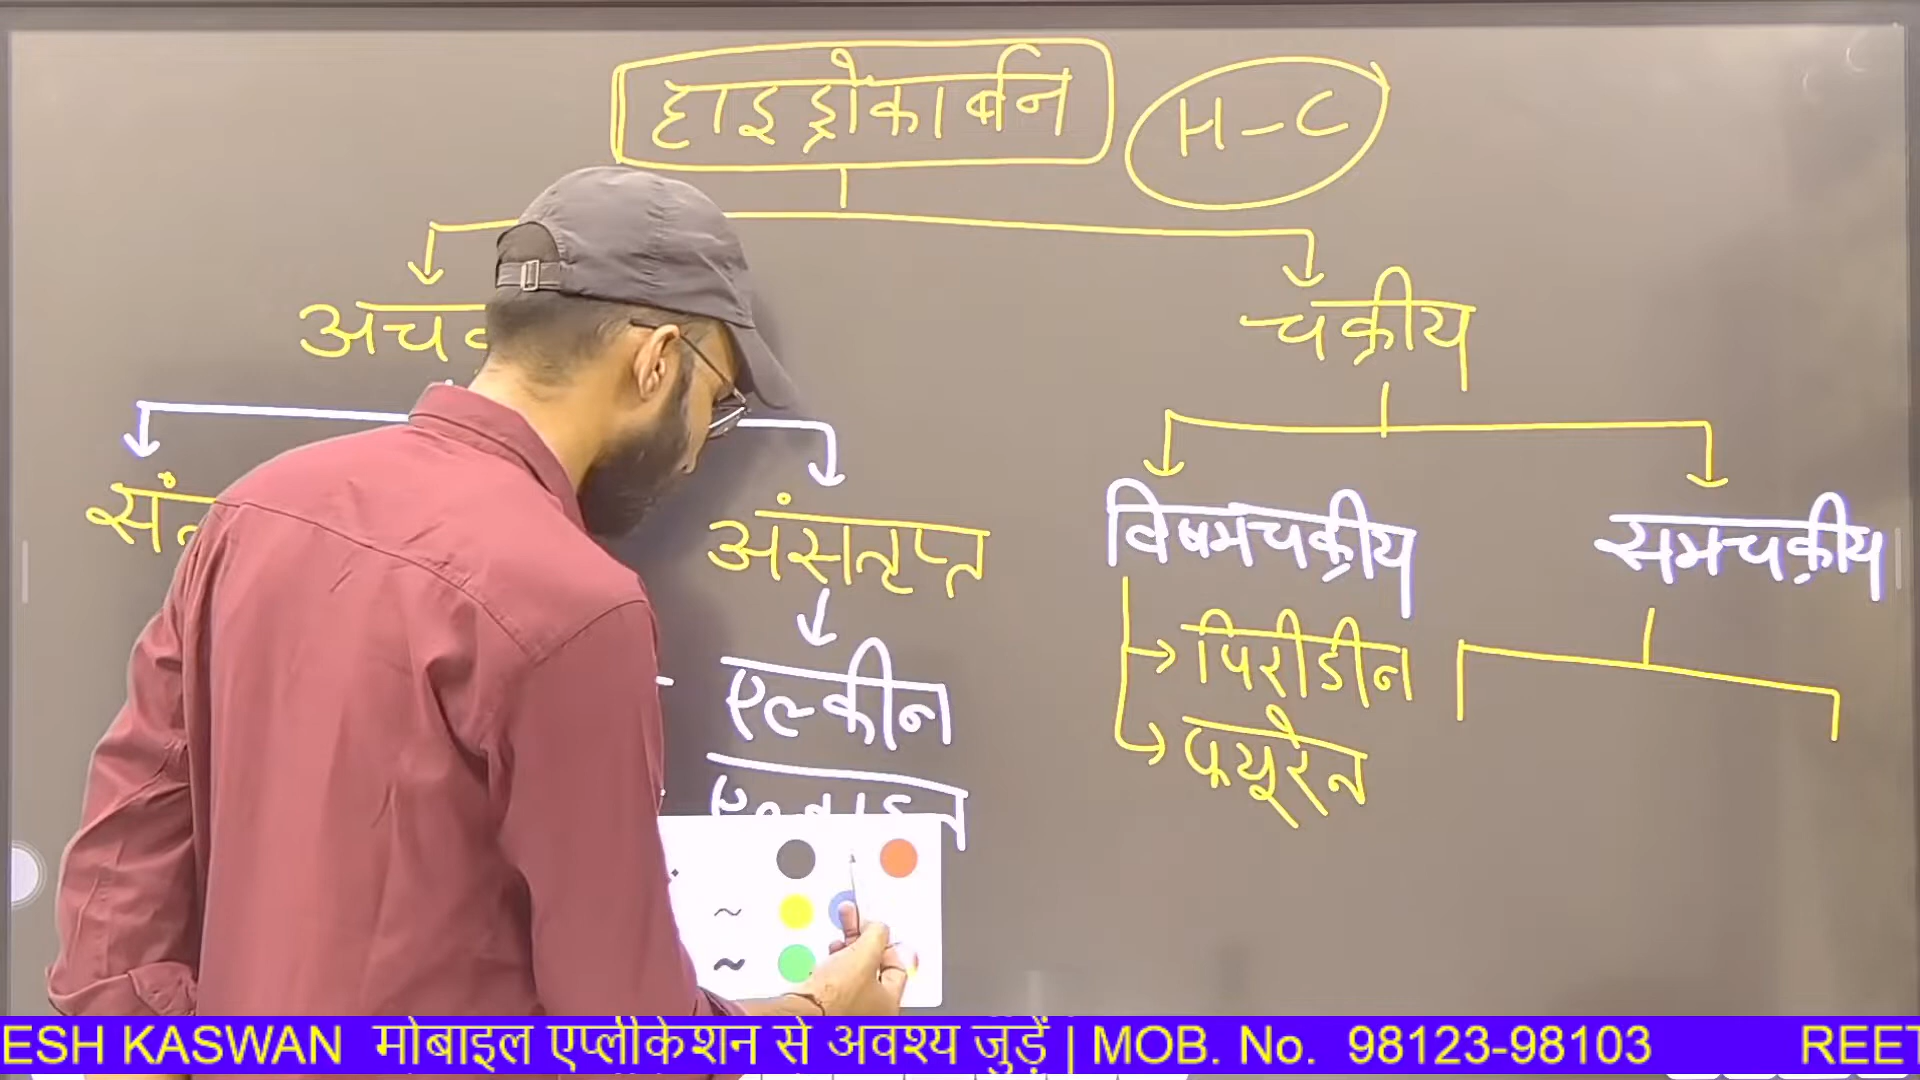 हाइड्रोकार्बन
H-C
चक्रीय
अंसतृप्त
विषमचक्रीय
समचक्रीय
एल्कीन
पिरीडीन
फ्यूरेन
ESH KASWAN मोबाइल एप्लीकेशन से अवश्य जुड़ें | MOB. No. 98123-98103 REET